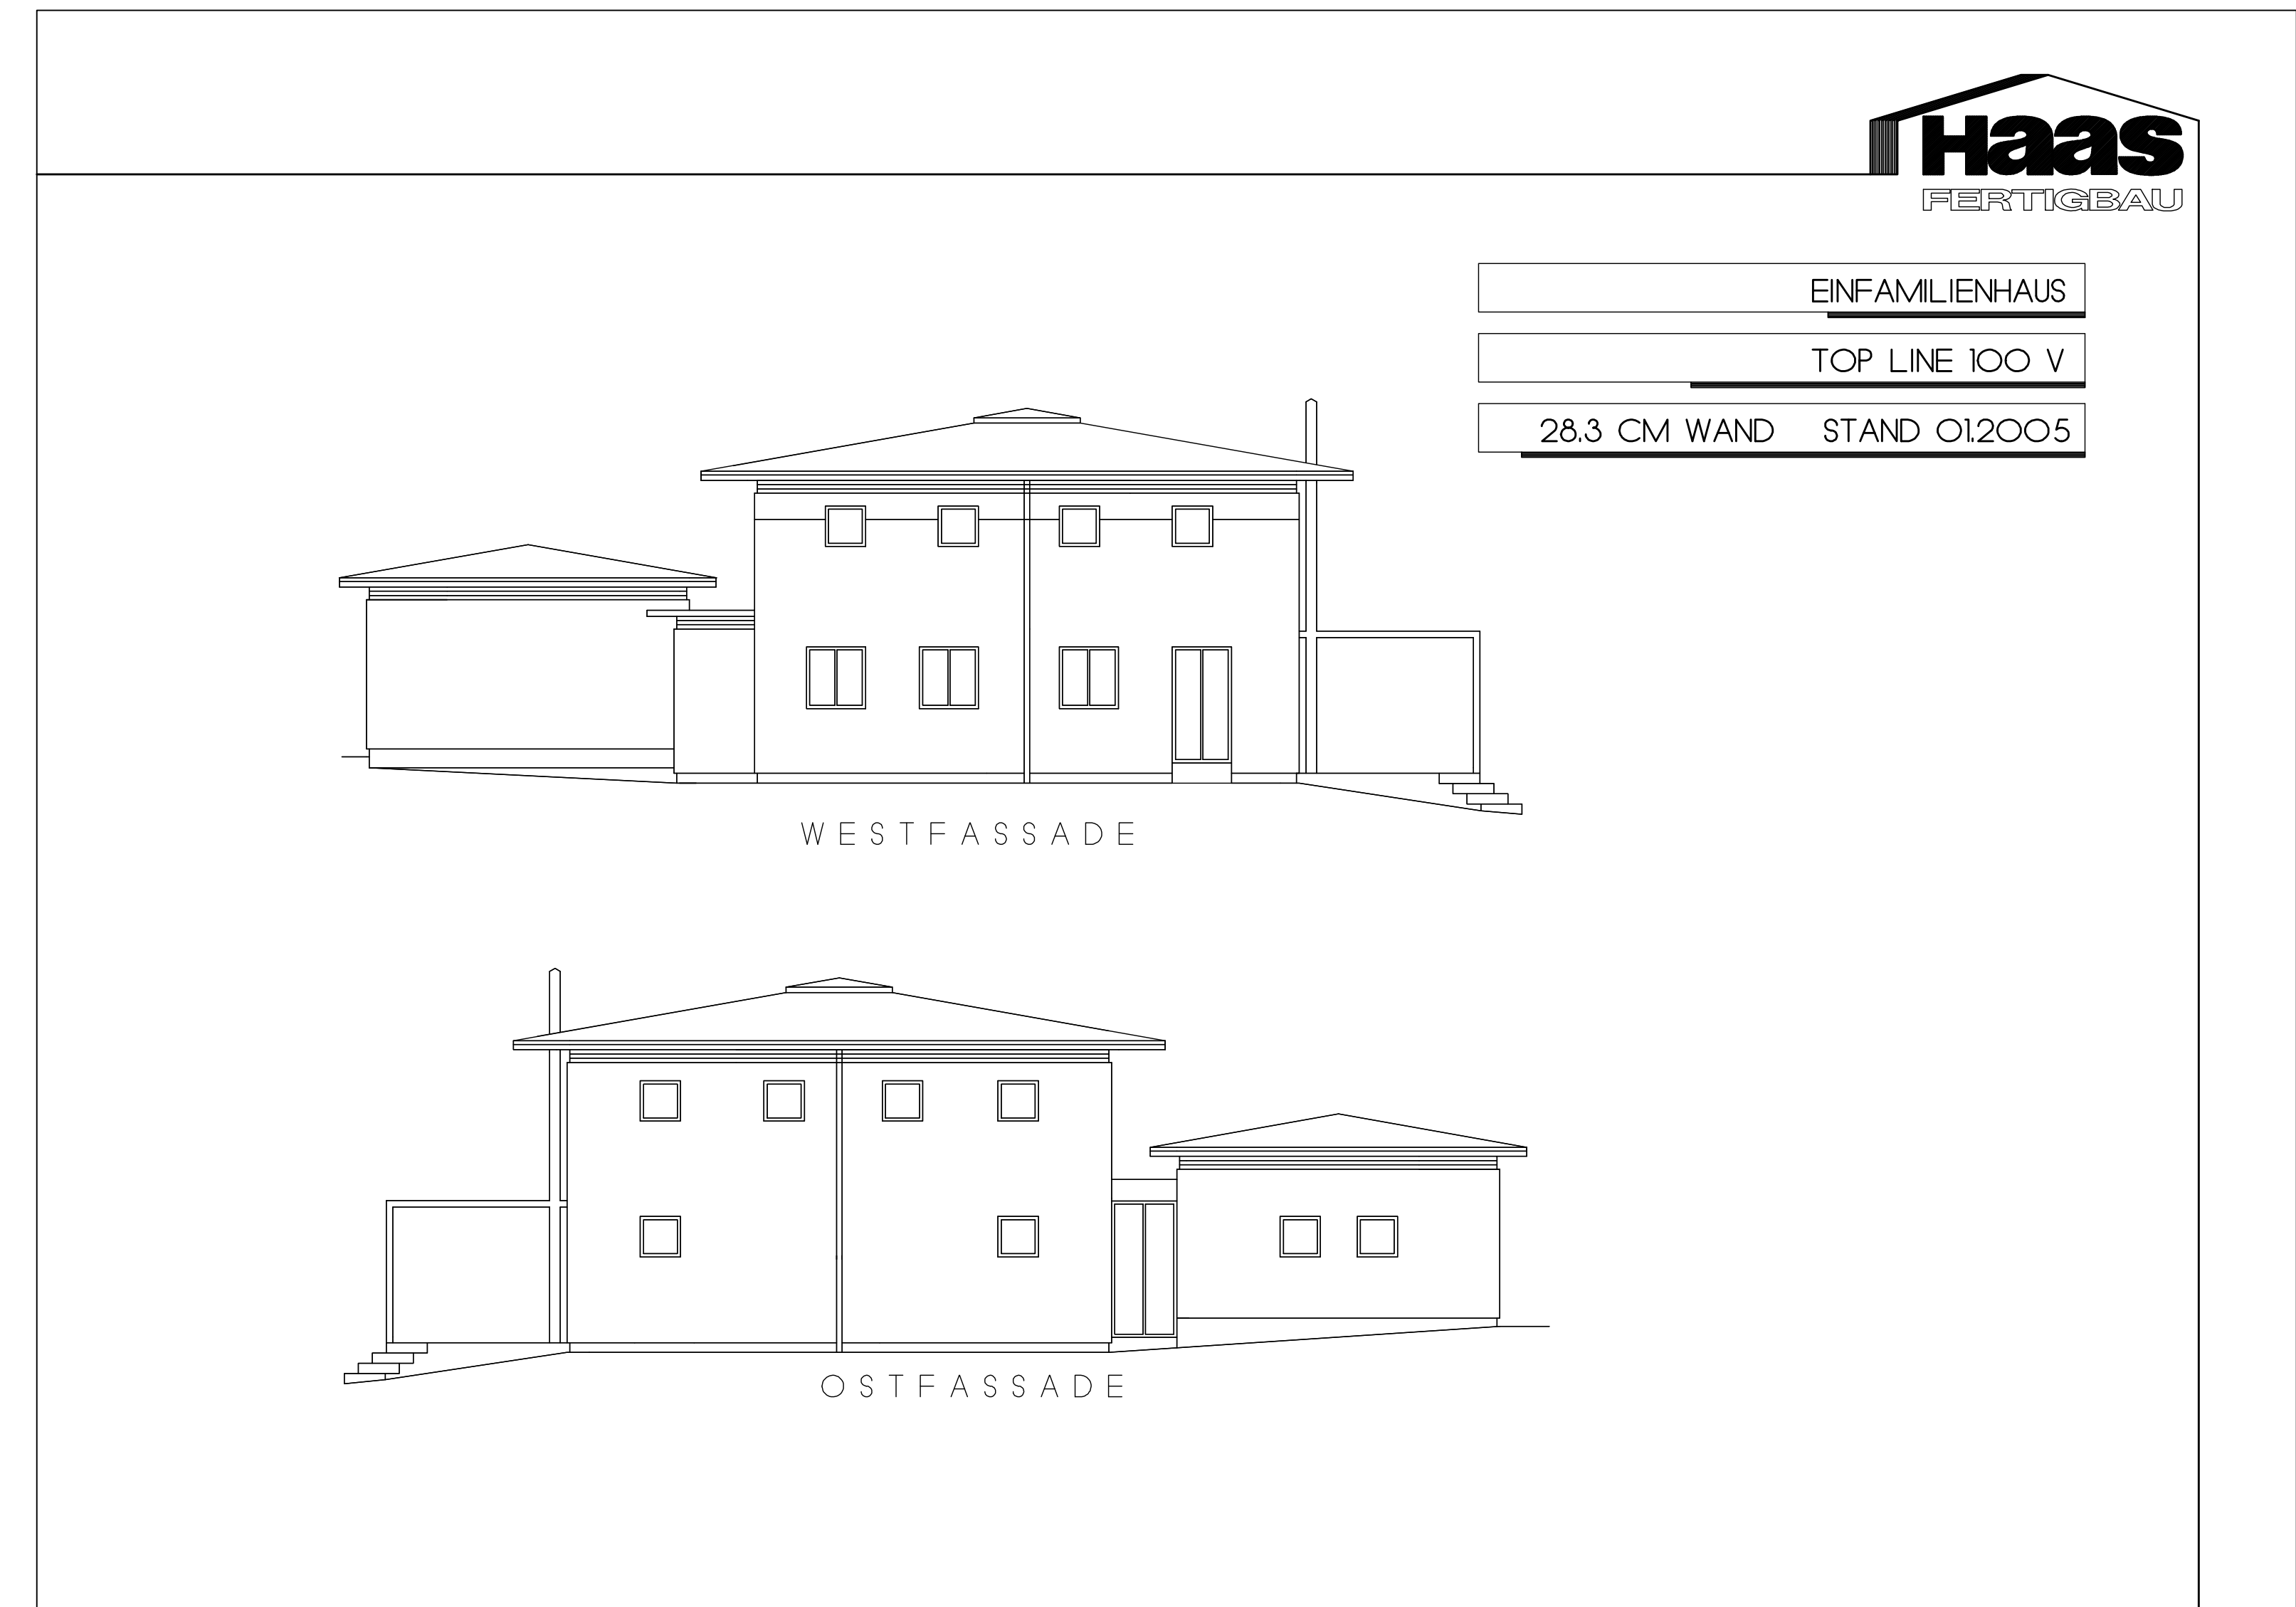 Haas
FERTIGBAU
EINFAMILIENHAUS
TOP LINE 100 V
28.3 CM WAND STAND 01.2005
WESTFASSADE
OSTFASSADE